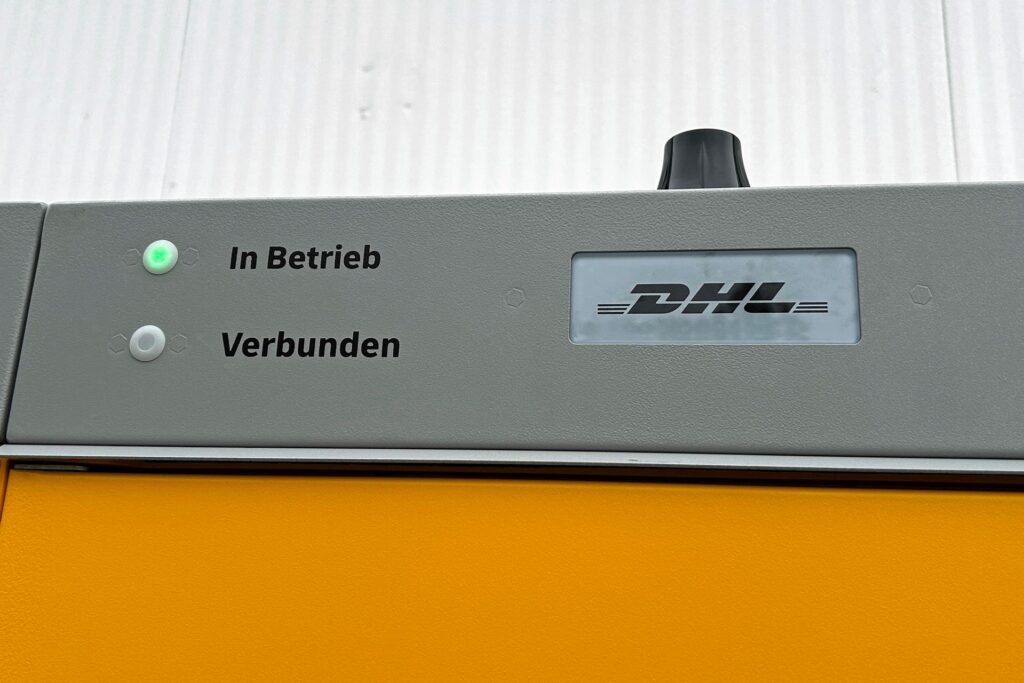 In Betrieb
Verbunden
DHL